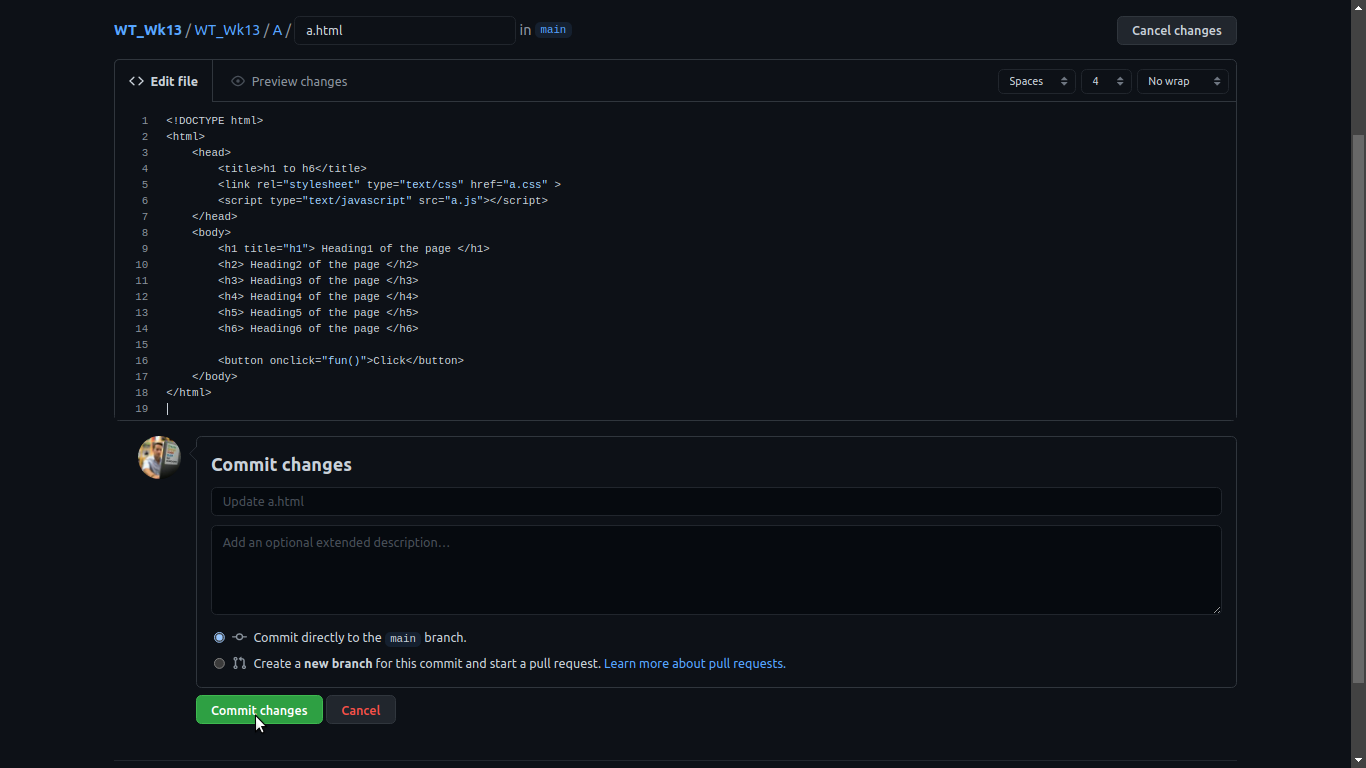 WT_Wk13 / WT_Wk13 / A / a.html in main Cancel changes
Edit file Preview changes Spaces 4 No wrap
1 <!DOCTYPE html>
2 <html>
3     <head>
4         <title>h1 to h6</title>
5         <link rel="stylesheet" type="text/css" href="a.css" >
6         <script type="text/javascript" src="a.js"></script>
7     </head>
8     <body>
9         <h1 title="h1"> Heading1 of the page </h1>
10         <h2> Heading2 of the page </h2>
11         <h3> Heading3 of the page </h3>
12         <h4> Heading4 of the page </h4>
13         <h5> Heading5 of the page </h5>
14         <h6> Heading6 of the page </h6>
15
16         <button onclick="fun()">Click</button>
17     </body>
18 </html>
19
Commit changes
Update a.html
Add an optional extended description…
Commit directly to the main branch.
Create a new branch for this commit and start a pull request. Learn more about pull requests.
Commit changes Cancel